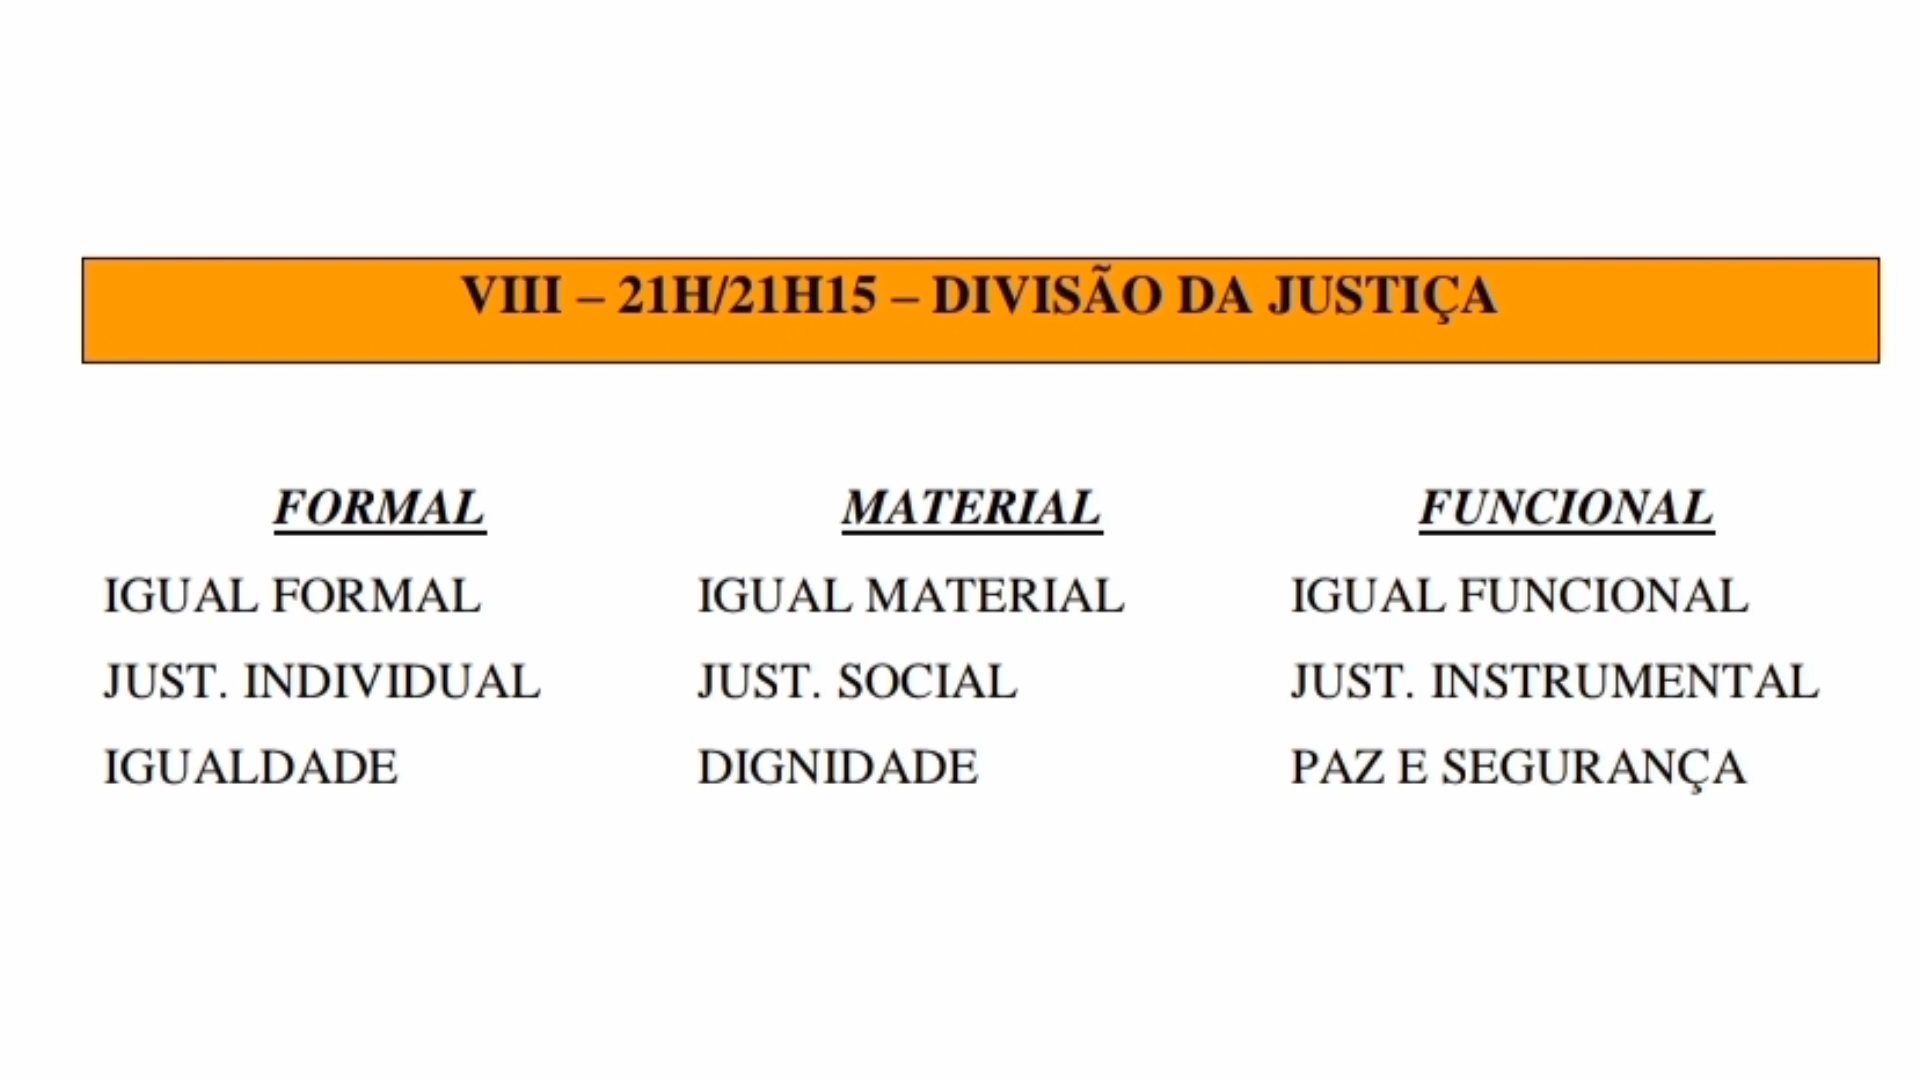 VIII – 21H/21H15 – DIVISÃO DA JUSTIÇA
FORMAL MATERIAL FUNCIONAL
IGUAL FORMAL IGUAL MATERIAL IGUAL FUNCIONAL
JUST. INDIVIDUAL JUST. SOCIAL JUST. INSTRUMENTAL
IGUALDADE DIGNIDADE PAZ E SEGURANÇA